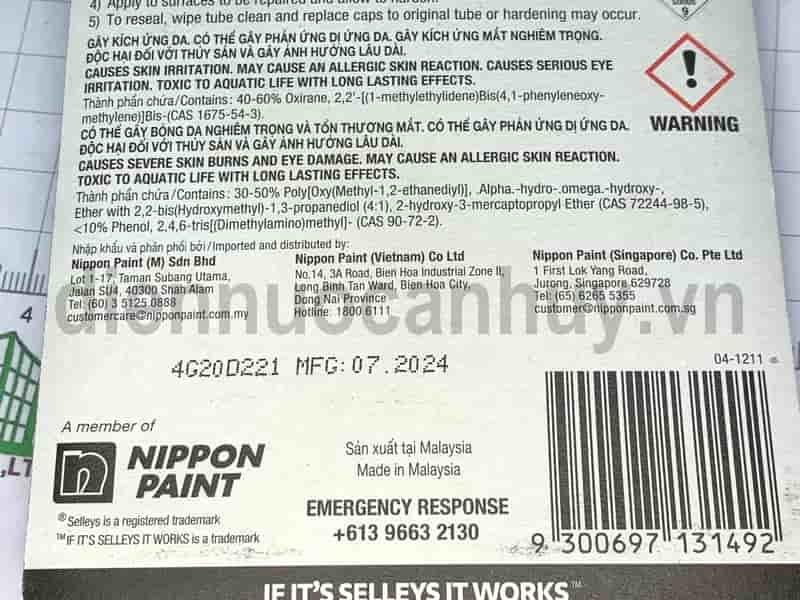 4) Apply to surfaces to be repaired and allow to harden.
5) To reseal, wipe tube clean and replace caps to original tube or hardening may occur.
GÂY KÍCH ỨNG DA. CÓ THỂ GÂY PHẢN ỨNG DỊ ỨNG DA. GÂY KÍCH ỨNG MẮT NGHIÊM TRỌNG.
ĐỘC HẠI ĐỐI VỚI THỦY SẢN VÀ GÂY ẢNH HƯỞNG LÂU DÀI.
CAUSES SKIN IRRITATION. MAY CAUSE AN ALLERGIC SKIN REACTION. CAUSES SERIOUS EYE
IRRITATION. TOXIC TO AQUATIC LIFE WITH LONG LASTING EFFECTS.
Thành phần chứa/Contains: 40-60% Oxirane, 2,2'-[(1-methylethylidene)Bis(4,1-phenyleneoxy-
methylene)]Bis-(CAS 1675-54-3).
CÓ THỂ GÂY BỎNG DA NGHIÊM TRỌNG VÀ TỔN THƯƠNG MẮT. CÓ THỂ GÂY PHẢN ỨNG DỊ ỨNG DA.
ĐỘC HẠI ĐỐI VỚI THỦY SẢN VÀ GÂY ẢNH HƯỞNG LÂU DÀI.
CAUSES SEVERE SKIN BURNS AND EYE DAMAGE. MAY CAUSE AN ALLERGIC SKIN REACTION.
TOXIC TO AQUATIC LIFE WITH LONG LASTING EFFECTS.
Thành phần chứa/Contains: 30-50% Poly[Oxy(Methyl-1,2-ethanediyl)], .Alpha.-hydro-.omega.-hydroxy-,
Ether with 2,2-bis(Hydroxymethyl)-1,3-propanediol (4:1), 2-hydroxy-3-mercaptopropyl Ether (CAS 72244-98-5),
<10% Phenol, 2,4,6-tris[(Dimethylamino)methyl]- (CAS 90-72-2).
9
WARNING
Nhập khẩu và phân phối bởi/Imported and distributed by:
Nippon Paint (M) Sdn Bhd
Lot 1-17, Taman Subang Utama,
Jalan SU4, 40300 Shah Alam
Tel: (60) 3 5125 0888
customercare@nipponpaint.com.my
Nippon Paint (Vietnam) Co Ltd
No.14, 3A Road, Bien Hoa Industrial Zone II,
Long Binh Tan Ward, Bien Hoa City,
Dong Nai Province
Hotline: 1800 6111
Nippon Paint (Singapore) Co. Pte Ltd
1 First Lok Yang Road,
Jurong, Singapore 629728
Tel: (65) 6265 5355
customer@nipponpaint.com.sg
diennuocanhuy.vn
4
4G20D221 MFG:07.2024
04-1211
A member of
NIPPON
PAINT
® Selleys is a registered trademark
™IF IT'S SELLEYS IT WORKS is a trademark
Sản xuất tại Malaysia
Made in Malaysia
EMERGENCY RESPONSE
+613 9663 2130
9 300697 131492
IF IT'S SELLEYS IT WORKS™
,LT